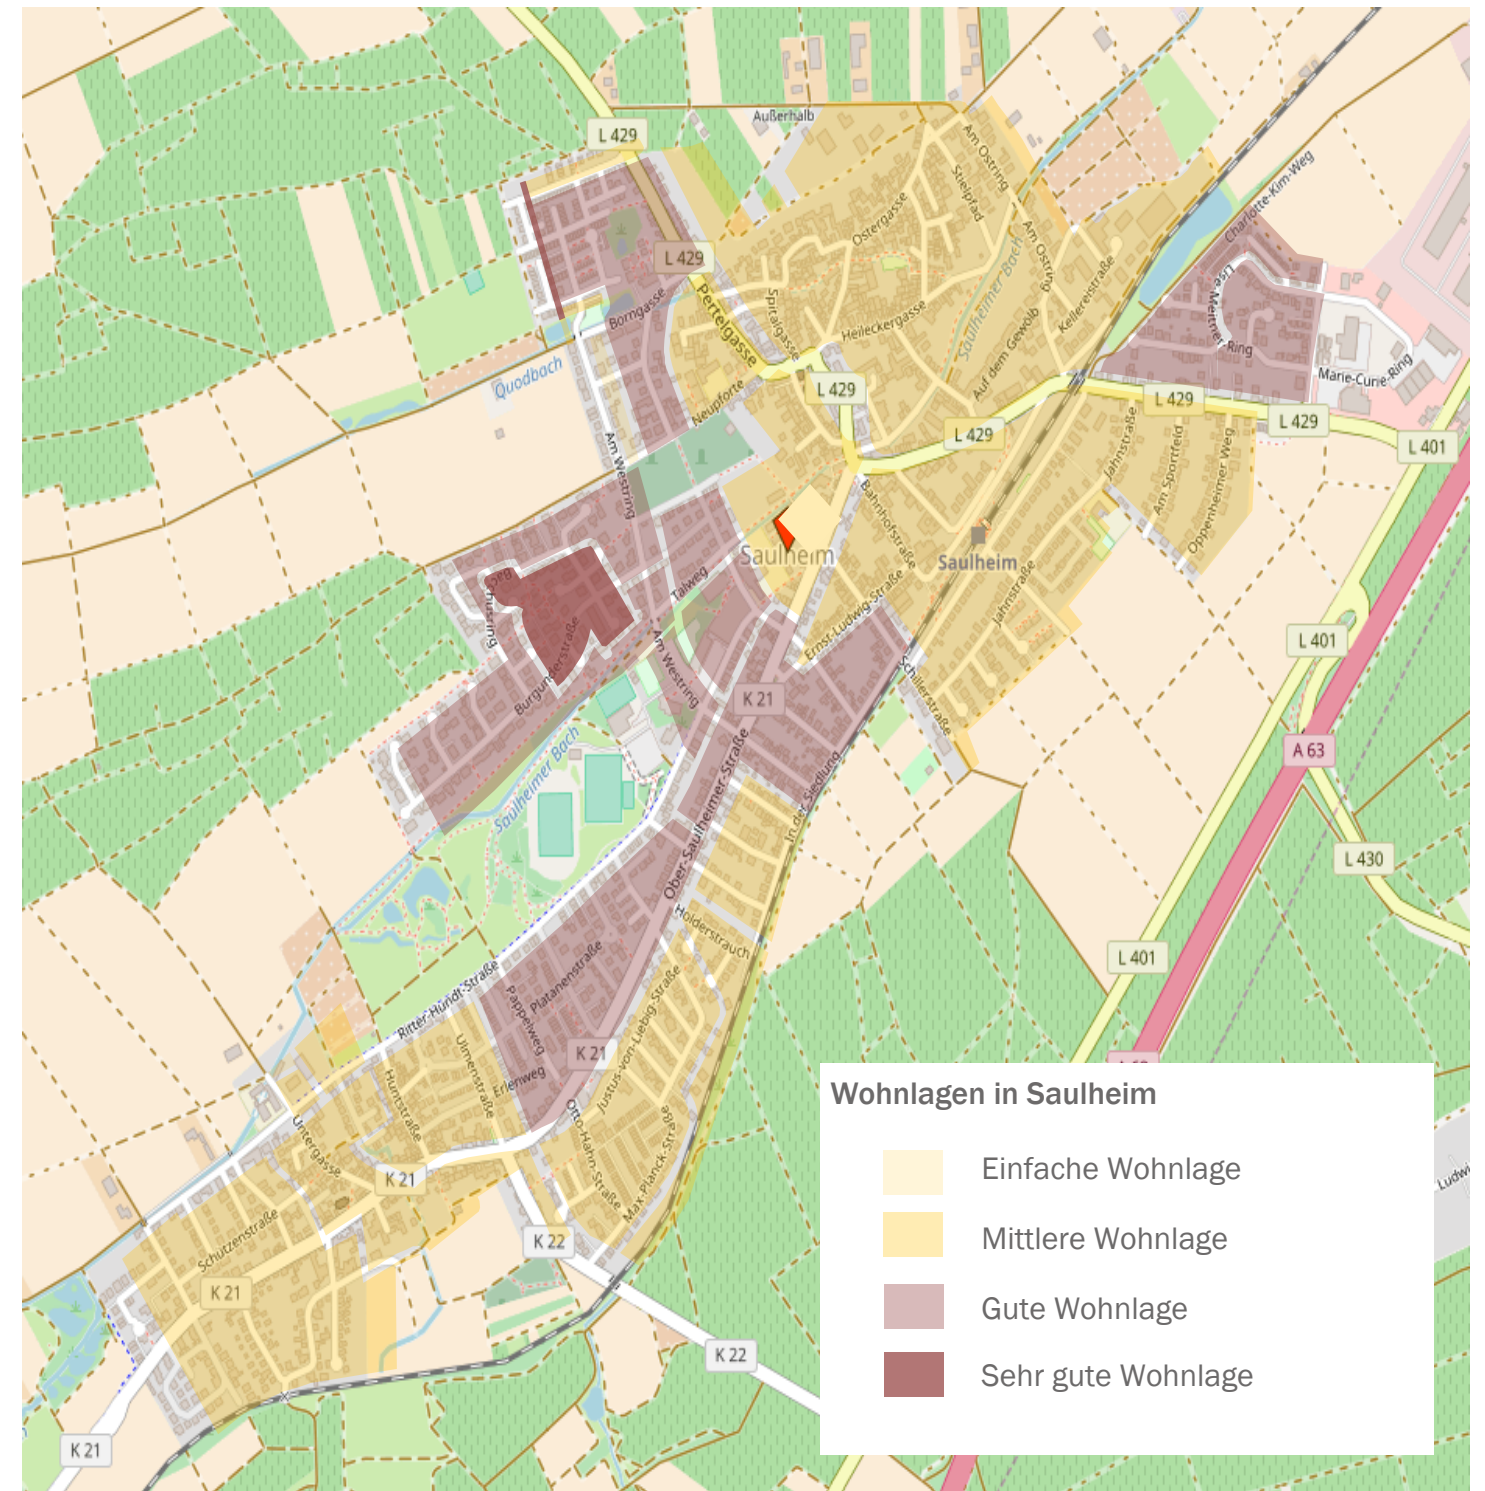 Außerhalb
L 429
Am Ostring
Stielpfad
Charlotte-Kim-Weg
Ostergasse
L 429
Am Ostring
Saulheimer Bach
Kellereistraße
Lise-Meitner-Ring
Borngasse
Pertelgasse
Spitalgasse
Heileckergasse
Auf dem Gewölb
Quodbach
Neupforte
L 429
Marie-Curie-Ring
L 429
L 429
L 429
L 401
Am Westring
Jahnstraße
Am Sportfeld
Oppenheimer Weg
Bahnhofstraße
Saulheim
Saulheim
Talweg
Jahnstraße
Ernst-Ludwig-Straße
Burgunderstraße
Am Westring
L 401
Schillerstraße
K 21
A 63
Saulheimer Bach
Ober-Saulheimer-Straße
In der Siedlung
L 430
Holderstrauch
Platanenstraße
Pappelweg
Ritter-Hundt-Straße
L 401
Justus-von-Liebig-Straße
Ulmenstraße
K 21
Erlenweg
Huntstraße
Untergasse
Otto-Hahn-Straße
Max-Planck-Straße
K 21
Schützenstraße
K 22
K 21
K 22
K 21
Wohnlagen in Saulheim
Einfache Wohnlage
Mittlere Wohnlage
Gute Wohnlage
Sehr gute Wohnlage